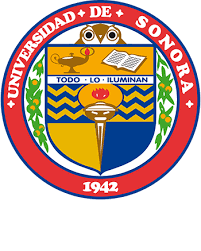 UNIVERSIDAD • DE • SONORA
TODO • LO • ILUMINAN
1942